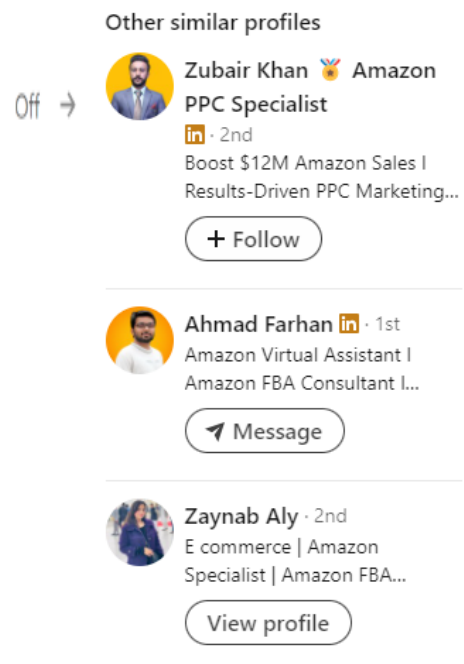 Other similar profiles
Off →
Zubair Khan 🏅 Amazon
PPC Specialist
in · 2nd
Boost $12M Amazon Sales I
Results-Driven PPC Marketing...
+ Follow
Ahmad Farhan in · 1st
Amazon Virtual Assistant I
Amazon FBA Consultant I...
Message
Zaynab Aly · 2nd
E commerce | Amazon
Specialist | Amazon FBA...
View profile